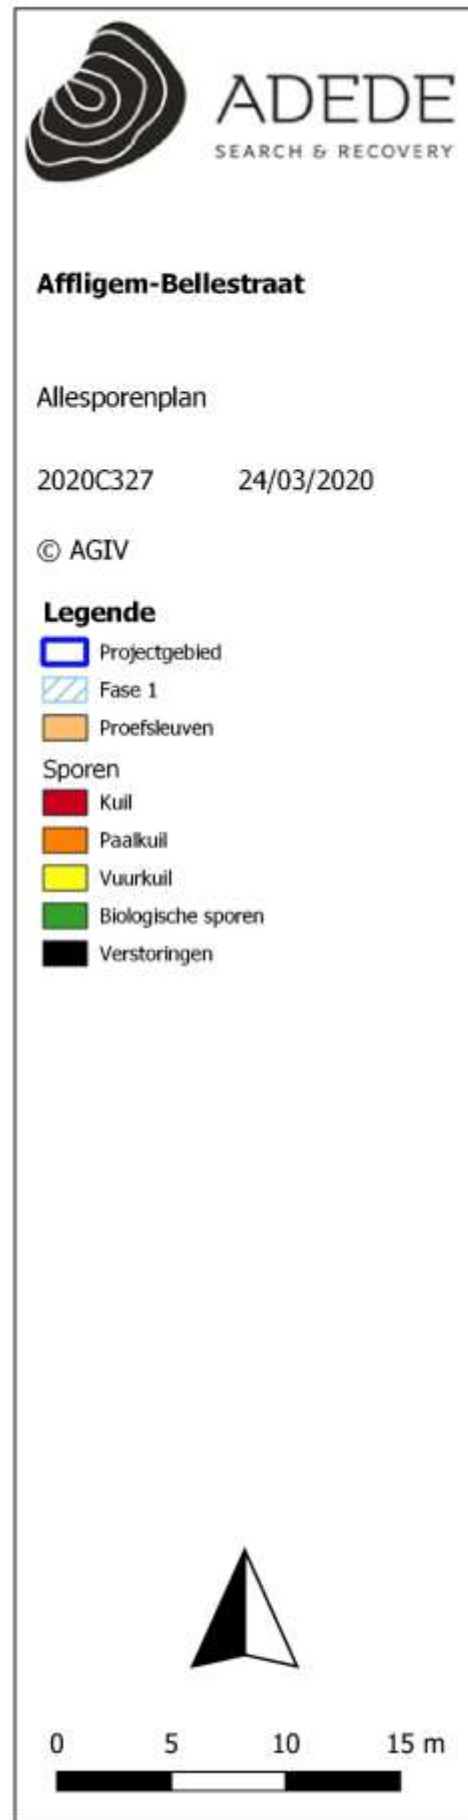 ADEDE
SEARCH & RECOVERY
Affligem-Bellestraat
Allesporenplan
2020C327 24/03/2020
© AGIV
Legende
Projectgebied
Fase 1
Proefsleuven
Sporen
Kuil
Paalkuil
Vuurkuil
Biologische sporen
Verstoringen
0 5 10 15 m